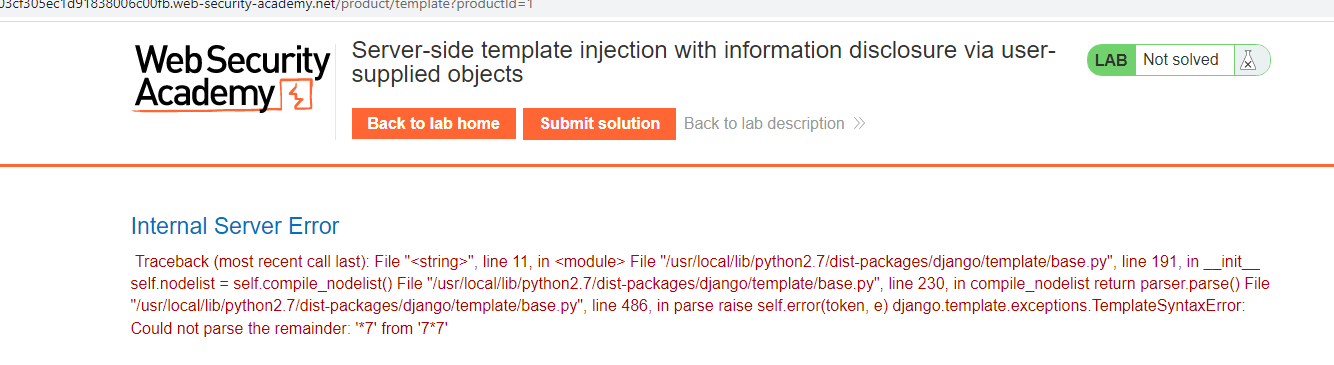 03cf305ec1d91838006c00fb.web-security-academy.net/product/template?productId=1
Server-side template injection with information disclosure via user-
supplied objects
WebSecurity
Academy
LAB Not solved
Back to lab home Submit solution Back to lab description
Internal Server Error
Traceback (most recent call last): File "<string>", line 11, in <module> File "/usr/local/lib/python2.7/dist-packages/django/template/base.py", line 191, in __init__
self.nodelist = self.compile_nodelist() File "/usr/local/lib/python2.7/dist-packages/django/template/base.py", line 230, in compile_nodelist return parser.parse() File
"/usr/local/lib/python2.7/dist-packages/django/template/base.py", line 486, in parse raise self.error(token, e) django.template.exceptions.TemplateSyntaxError:
Could not parse the remainder: '*7' from '7*7'